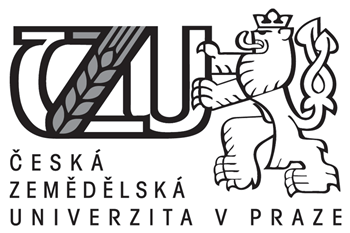 ČZU
ČESKÁ
ZEMĚDĚLSKÁ
UNIVERZITA V PRAZE